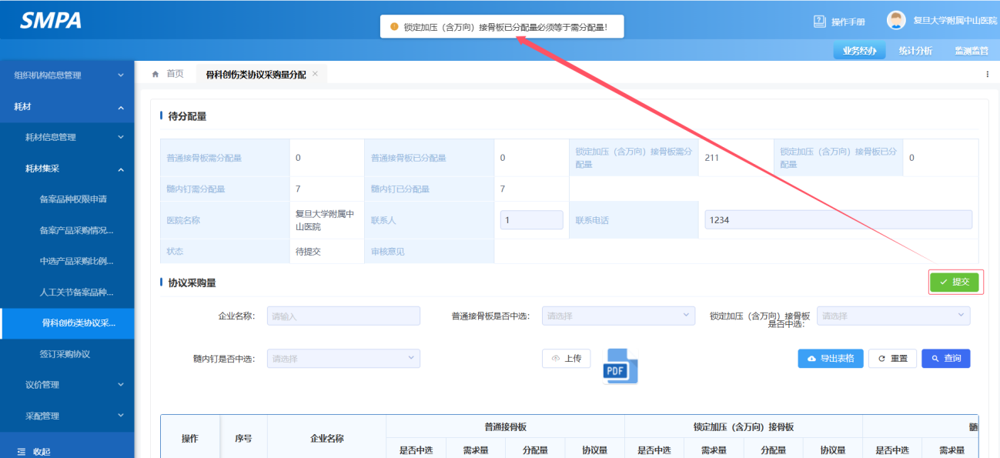 SMPA
锁定加压（含万向）接骨板已分配量必须等于需分配量!
操作手册
复旦大学附属中山医院
业务经办
统计分析
监测监管
组织机构信息管理
耗材
耗材信息管理
耗材集采
备案品种权限申请
备案产品采购情况...
中选产品采购比例...
人工关节备案品种...
骨科创伤类协议采...
签订采购协议
议价管理
采配管理
收起
首页
骨科创伤类协议采购量分配
待分配量
普通接骨板需分配量
0
普通接骨板已分配量
0
锁定加压（含万向）接骨板需分
配量
211
锁定加压（含万向）接骨板已分
配量
0
髓内钉需分配量
7
髓内钉已分配量
7
医院名称
复旦大学附属中
山医院
联系人
1
联系电话
1234
状态
待提交
审核意见
协议采购量
提交
企业名称:
请输入
普通接骨板是否中选:
请选择
锁定加压（含万向）接骨板
是否中选:
请选择
髓内钉是否中选:
请选择
上传
PDF
导出表格
重置
查询
操作
序号
企业名称
普通接骨板
锁定加压（含万向）接骨板
是否中选
需求量
分配量
协议量
是否中选
需求量
分配量
协议量
是否中选
需求量